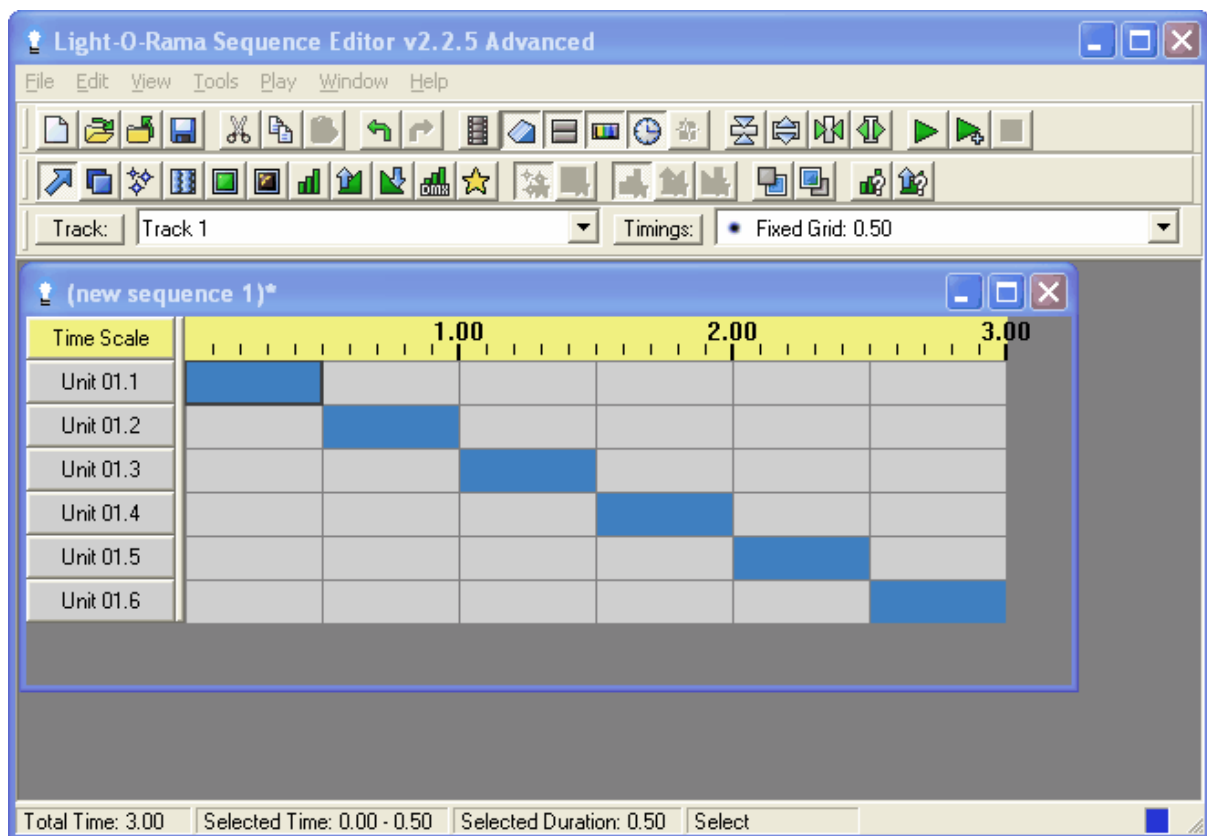 Light-O-Rama Sequence Editor v2.2.5 Advanced
File Edit View Tools Play Window Help
DMX
Track: Track 1 Timings: Fixed Grid: 0.50
(new sequence 1)*
Time Scale 1.00 2.00 3.00
Unit 01.1
Unit 01.2
Unit 01.3
Unit 01.4
Unit 01.5
Unit 01.6
Total Time: 3.00 Selected Time: 0.00 - 0.50 Selected Duration: 0.50 Select